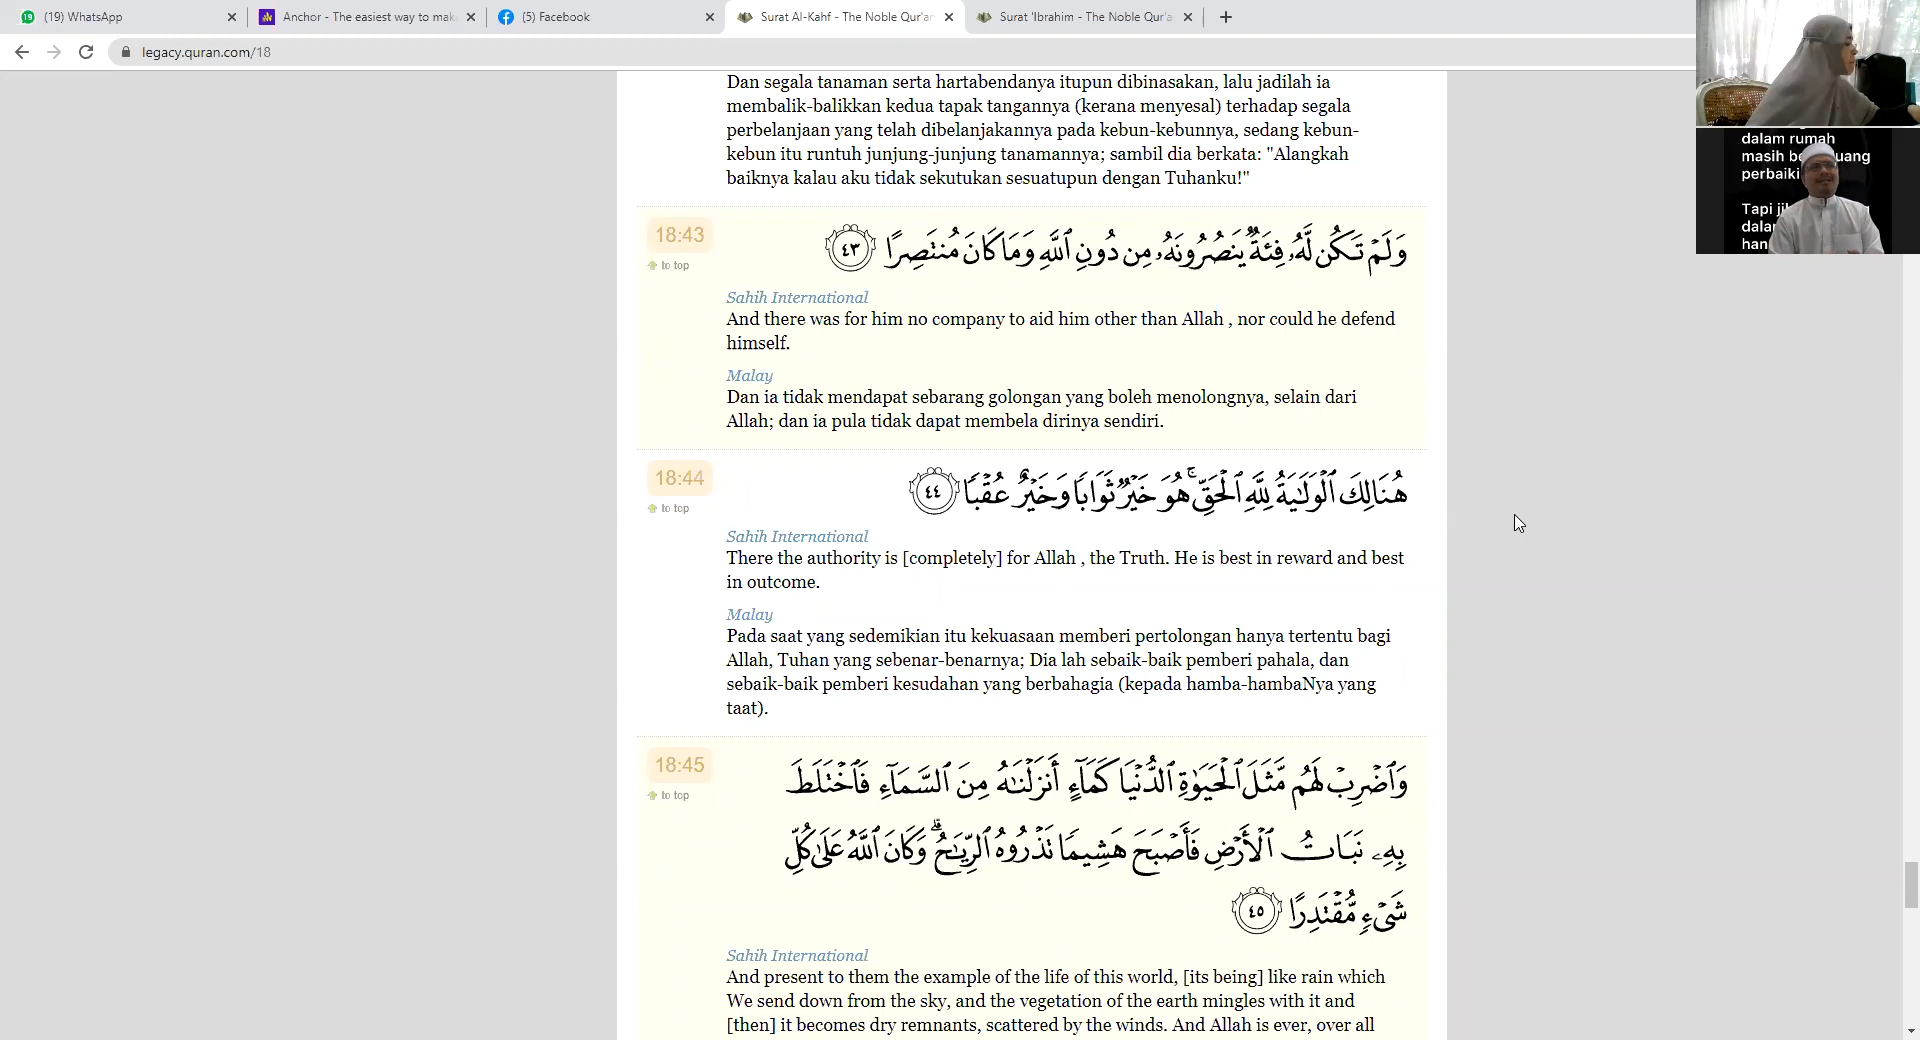 (19) WhatsApp
Anchor - The easiest way to mak
(5) Facebook
Surat Al-Kahf - The Noble Qur'an
Surat 'Ibrahim - The Noble Qur'a
legacy.quran.com/18
Dan segala tanaman serta hartabendanya itupun dibinasakan, lalu jadilah ia
membalik-balikkan kedua tapak tangannya (kerana menyesal) terhadap segala
perbelanjaan yang telah dibelanjakannya pada kebun-kebunnya, sedang kebun-
kebun itu runtuh junjung-junjung tanamannya; sambil dia berkata: "Alangkah
baiknya kalau aku tidak sekutukan sesuatupun dengan Tuhanku!"
18:43
to top
وَلَمْ تَكُن لَّهُۥ فِئَةٌ يَنصُرُونَهُۥ مِن دُونِ ٱللَّهِ وَمَا كَانَ مُنتَصِرًا ٤٣
Sahih International
And there was for him no company to aid him other than Allah , nor could he defend
himself.
Malay
Dan ia tidak mendapat sebarang golongan yang boleh menolongnya, selain dari
Allah; dan ia pula tidak dapat membela dirinya sendiri.
18:44
to top
هُنَالِكَ ٱلْوَلَٰيَةُ لِلَّهِ ٱلْحَقِّ ۚ هُوَ خَيْرٌ ثَوَابًا وَخَيْرٌ عُقْبًا ٤٤
Sahih International
There the authority is [completely] for Allah , the Truth. He is best in reward and best
in outcome.
Malay
Pada saat yang sedemikian itu kekuasaan memberi pertolongan hanya tertentu bagi
Allah, Tuhan yang sebenar-benarnya; Dia lah sebaik-baik pemberi pahala, dan
sebaik-baik pemberi kesudahan yang berbahagia (kepada hamba-hambaNya yang
taat).
18:45
to top
وَٱضْرِبْ لَهُم مَّثَلَ ٱلْحَيَوٰةِ ٱلدُّنْيَا كَمَآءٍ أَنزَلْنَٰهُ مِنَ ٱلسَّمَآءِ فَٱخْتَلَطَ
بِهِۦ نَبَاتُ ٱلْأَرْضِ فَأَصْبَحَ هَشِيمًا تَذْرُوهُ ٱلرِّيَٰحُ ۗ وَكَانَ ٱللَّهُ عَلَىٰ كُلِّ
شَىْءٍ مُّقْتَدِرًا ٤٥
Sahih International
And present to them the example of the life of this world, [its being] like rain which
We send down from the sky, and the vegetation of the earth mingles with it and
[then] it becomes dry remnants, scattered by the winds. And Allah is ever, over all
dalam rumah
masih
perbaiki
Tapi